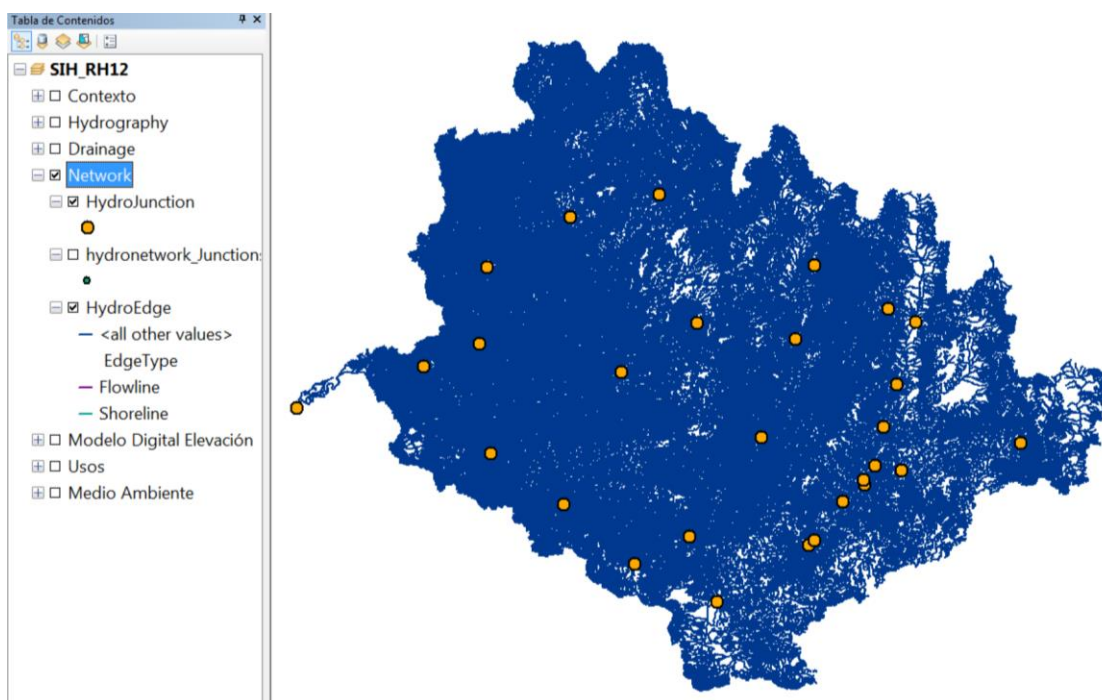 Tabla de Contenidos
SIH_RH12
Contexto
Hydrography
Drainage
Network
HydroJunction
hydronetwork_Junction
HydroEdge
<all other values>
EdgeType
Flowline
Shoreline
Modelo Digital Elevación
Usos
Medio Ambiente